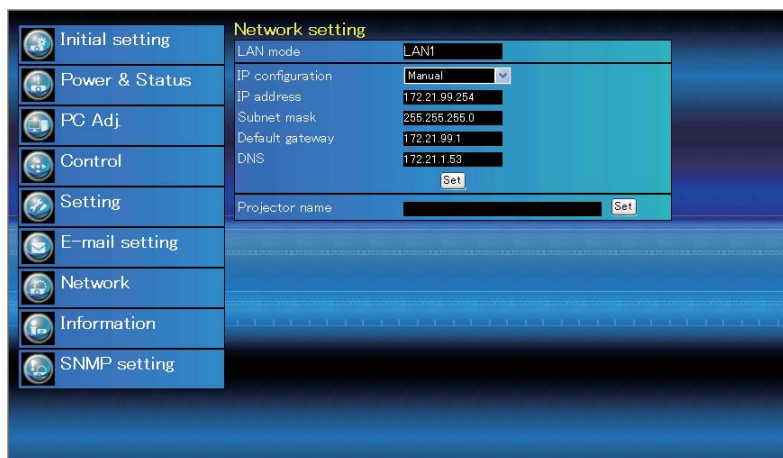 Initial setting
Power & Status
PC Adj.
Control
Setting
E-mail setting
Network
Information
SNMP setting
Network setting
LAN mode LAN1
IP configuration Manual
IP address 172.21.99.254
Subnet mask 255.255.255.0
Default gateway 172.21.99.1
DNS 172.21.1.53
Set
Projector name Set